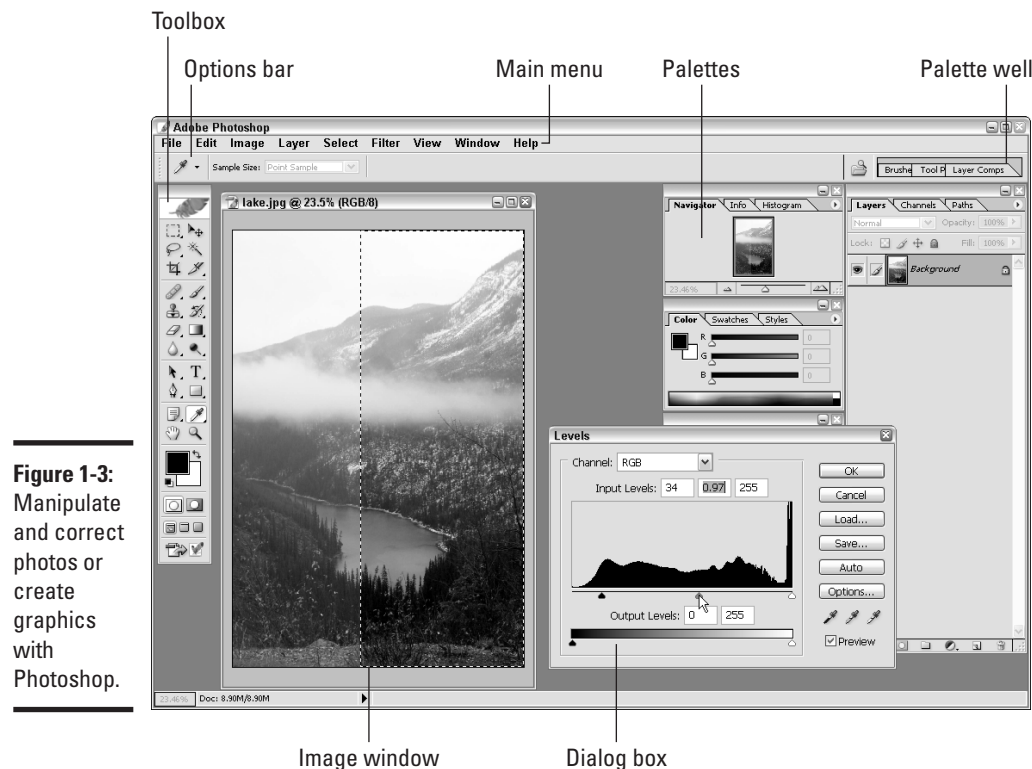 Toolbox
Options bar
Main menu
Palettes
Palette well
Adobe Photoshop
File Edit Image Layer Select Filter View Window Help
Sample Size: Point Sample
Brushe Tool P Layer Comps
lake.jpg @ 23.5% (RGB/8)
Navigator Info Histogram
23.46%
Layers Channels Paths
Normal Opacity: 100%
Lock: Fill: 100%
Background
Color Swatches Styles
R 0
G 0
B 0
Levels
Channel: RGB
Input Levels: 34 0.97 255
Output Levels: 0 255
OK
Cancel
Load...
Save...
Auto
Options...
Preview
T
23.46% Doc: 8.90M/8.90M
Image window
Dialog box
Figure 1-3:
Manipulate
and correct
photos or
create
graphics
with
Photoshop.